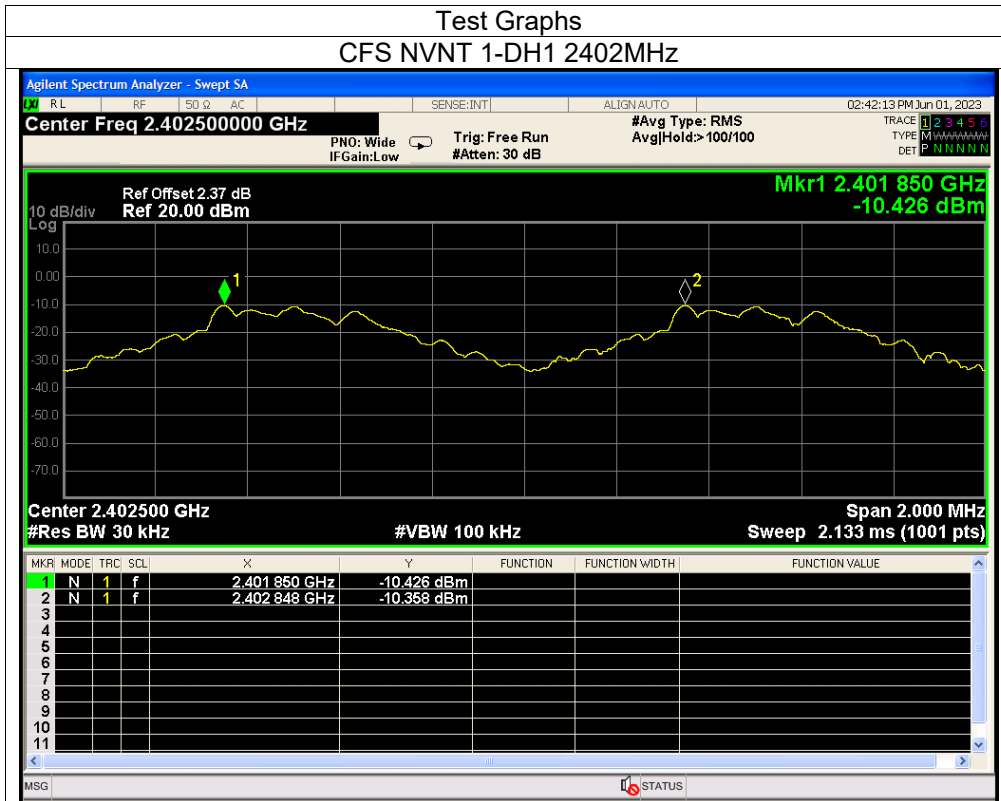 Test Graphs
CFS NVNT 1-DH1 2402MHz
Agilent Spectrum Analyzer - Swept SA
LXI RL RF 50 Ω AC SENSE:INT ALIGN AUTO 02:42:13 PM Jun 01, 2023
Center Freq 2.402500000 GHz #Avg Type: RMS TRACE 1 2 3 4 5 6
PNO: Wide Trig: Free Run Avg|Hold:>100/100 TYPE M
IFGain:Low #Atten: 30 dB DET P N N N N N
Mkr1 2.401 850 GHz
Ref Offset 2.37 dB
10 dB/div Ref 20.00 dBm -10.426 dBm
Log
10.0
0.00
1 2
-10.0
-20.0
-30.0
-40.0
-50.0
-60.0
-70.0
Center 2.402500 GHz Span 2.000 MHz
#Res BW 30 kHz #VBW 100 kHz Sweep 2.133 ms (1001 pts)
MKR MODE TRC SCL X Y FUNCTION FUNCTION WIDTH FUNCTION VALUE
1 N 1 f 2.401 850 GHz -10.426 dBm
2 N 1 f 2.402 848 GHz -10.358 dBm
3
4
5
6
7
8
9
10
11
MSG STATUS